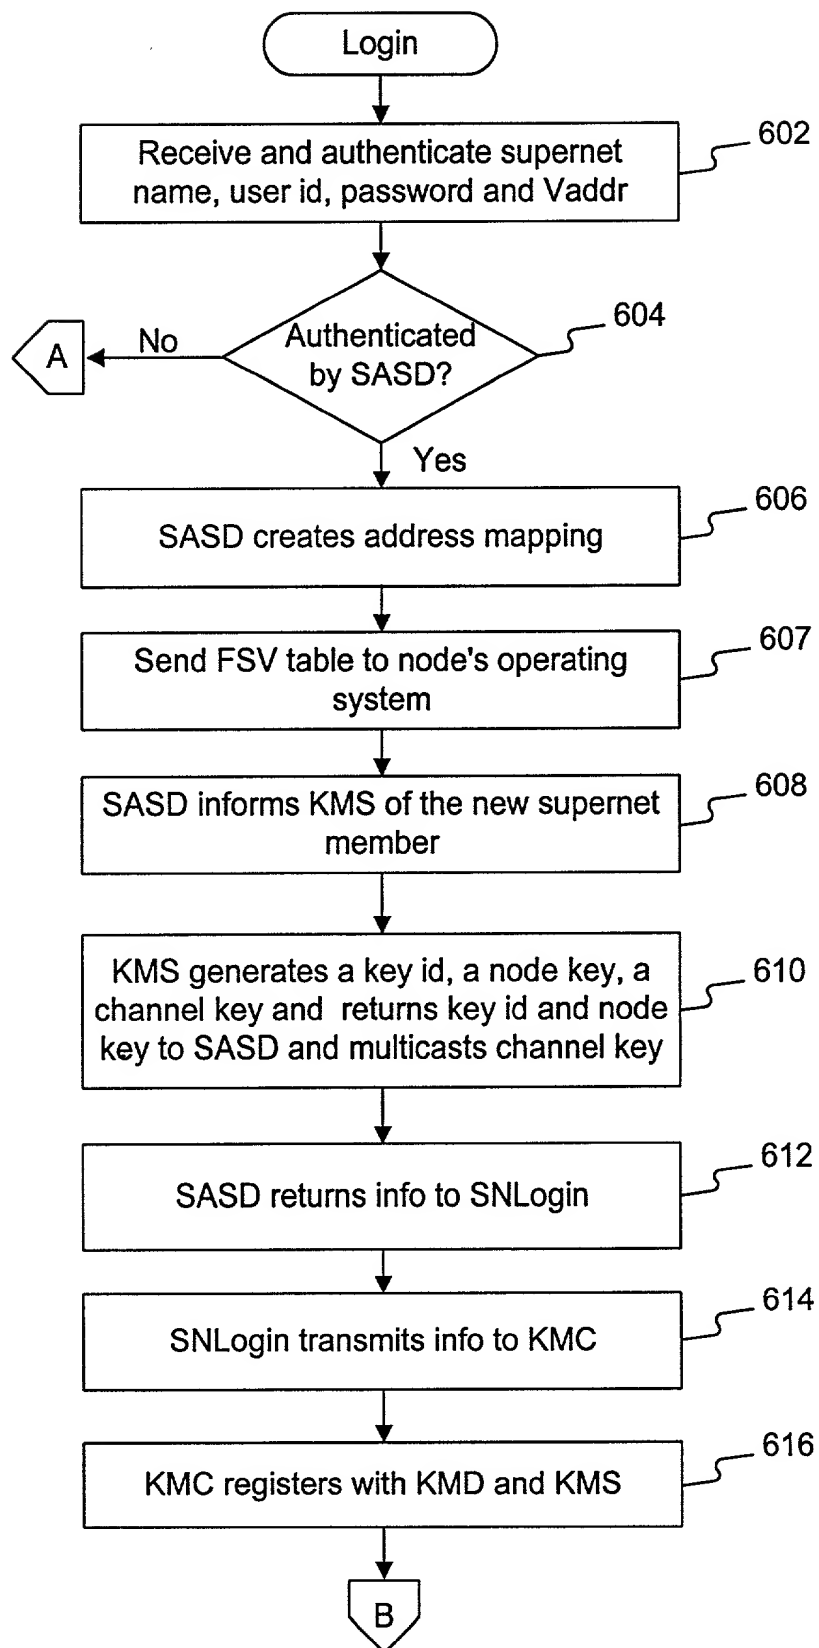 Login
Receive and authenticate supernet
name, user id, password and Vaddr
602
Authenticated
by SASD?
604
No
A
Yes
SASD creates address mapping
606
Send FSV table to node's operating
system
607
SASD informs KMS of the new supernet
member
608
KMS generates a key id, a node key, a
channel key and returns key id and node
key to SASD and multicasts channel key
610
SASD returns info to SNLogin
612
SNLogin transmits info to KMC
614
KMC registers with KMD and KMS
616
B